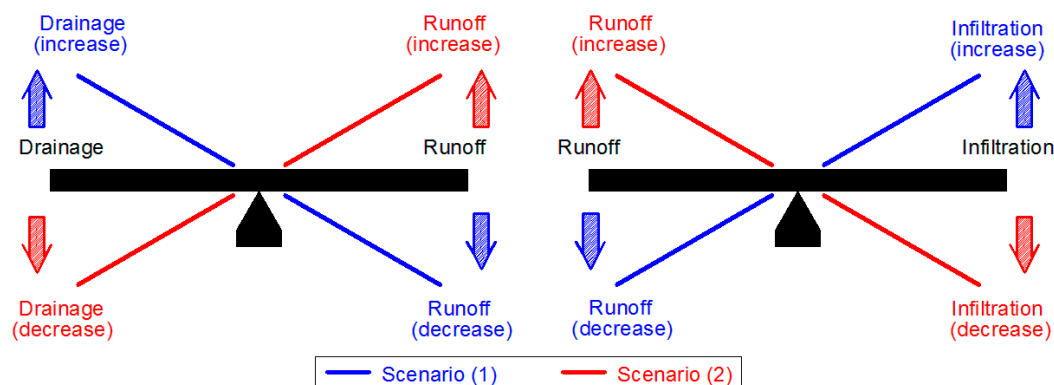 Drainage
(increase)
Runoff
(increase)
Runoff
(increase)
Infiltration
(increase)
Drainage
Runoff
Runoff
Infiltration
Drainage
(decrease)
Runoff
(decrease)
Runoff
(decrease)
Infiltration
(decrease)
Scenario (1)
Scenario (2)